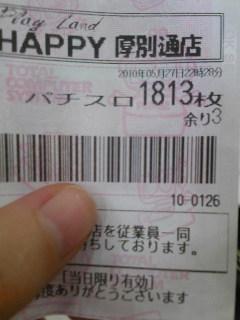 Play Land
HAPPY 厚別通店
2010年05月27日22時28分
パチスロ1813枚
余り3
10-0126
店を従業員一同
ちしております。
[当日限り有効]
度ありがとうございます